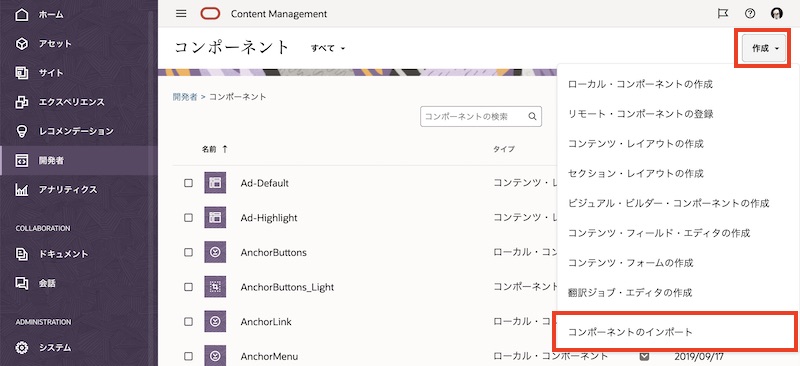 ホーム
アセット
サイト
エクスペリエンス
レコメンデーション
開発者
アナリティクス
COLLABORATION
ドキュメント
会話
ADMINISTRATION
システム
Content Management
コンポーネント
すべて
作成
開発者 > コンポーネント
コンポーネントの検索
名前 ↑
タイプ
Ad-Default
コンテンツ・レ
Ad-Highlight
コンテンツ・レ
AnchorButtons
ローカル・コン
AnchorButtons_Light
コンポーネント
AnchorLink
ローカル・コン
AnchorMenu
ローカル・コンポーネント
2019/09/17
ローカル・コンポーネントの作成
リモート・コンポーネントの登録
コンテンツ・レイアウトの作成
セクション・レイアウトの作成
ビジュアル・ビルダー・コンポーネントの作成
コンテンツ・フィールド・エディタの作成
コンテンツ・フォームの作成
翻訳ジョブ・エディタの作成
コンポーネントのインポート